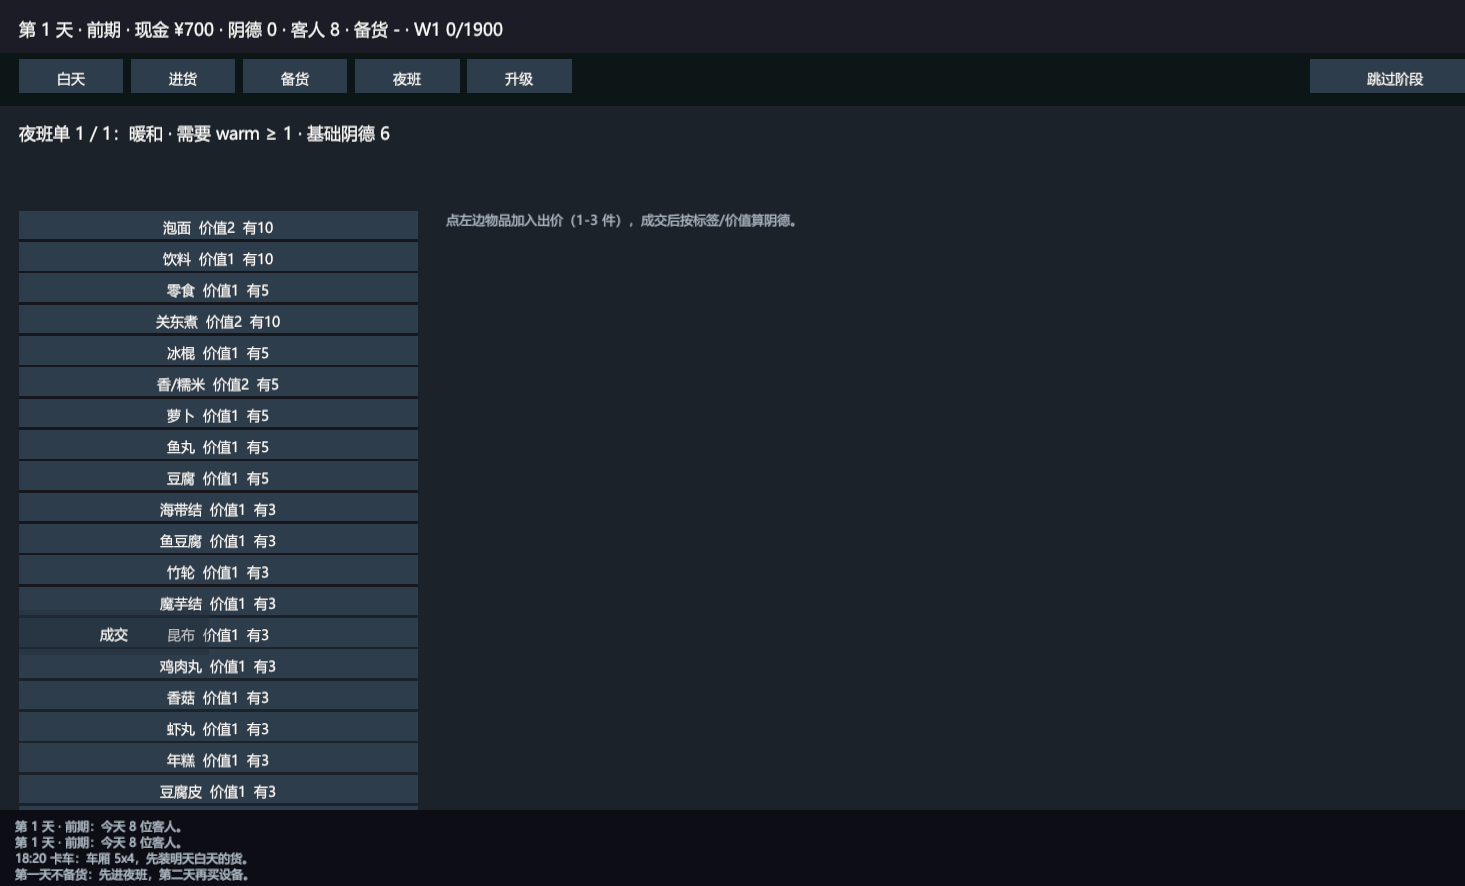 第 1 天 · 前期 · 现金 ¥700 · 阴德 0 · 客人 8 · 备货 - · W1 0/1900
白天 进货 备货 夜班 升级 跳过阶段
夜班单 1 / 1：暖和 · 需要 warm ≥ 1 · 基础阴德 6
点左边物品加入出价（1-3 件），成交后按标签/价值算阴德。
泡面 价值2 有10
饮料 价值1 有10
零食 价值1 有5
关东煮 价值2 有10
冰棍 价值1 有5
香/糯米 价值2 有5
萝卜 价值1 有5
鱼丸 价值1 有5
豆腐 价值1 有5
海带结 价值1 有3
鱼豆腐 价值1 有3
竹轮 价值1 有3
魔芋结 价值1 有3
成交 昆布 价值1 有3
鸡肉丸 价值1 有3
香菇 价值1 有3
虾丸 价值1 有3
年糕 价值1 有3
豆腐皮 价值1 有3
第 1 天 · 前期：今天 8 位客人。
第 1 天 · 前期：今天 8 位客人。
18:20 卡车：车厢 5x4，先装明天白天的货。
第一天不备货：先进夜班，第二天再买设备。